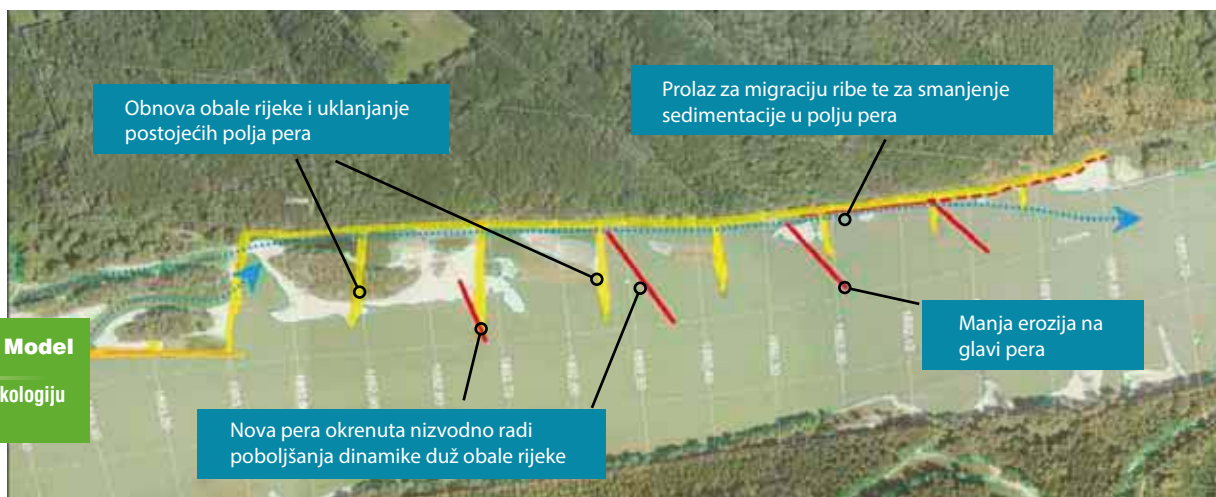 Obnova obale rijeke i uklanjanje
postojećih polja pera
Prolaz za migraciju ribe te za smanjenje
sedimentacije u polju pera
Model
kologiju
Manja erozija na
glavi pera
Nova pera okrenuta nizvodno radi
poboljšanja dinamike duž obale rijeke